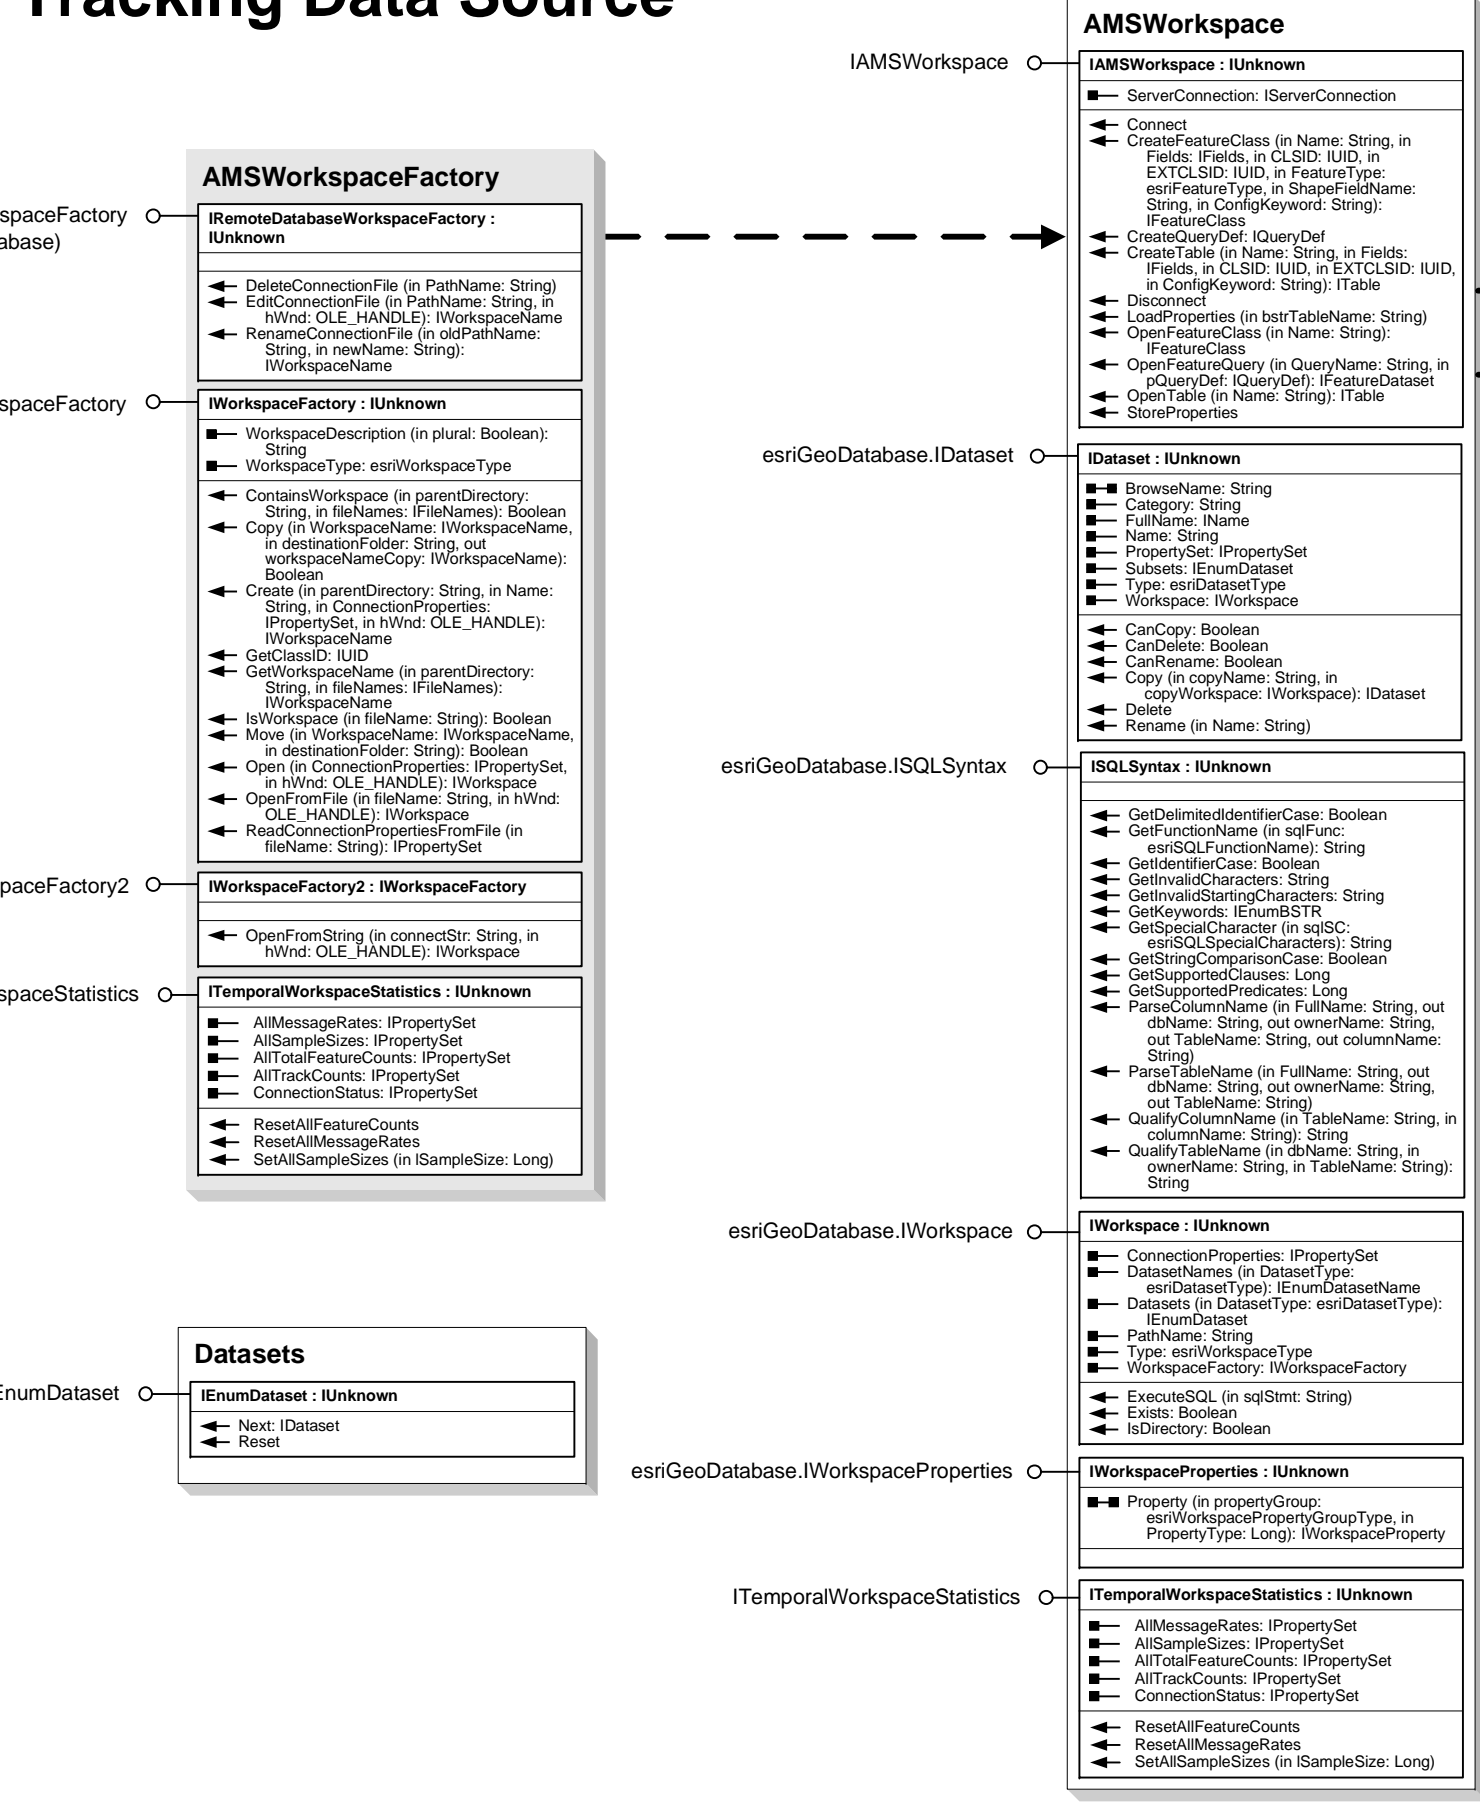 Tracking Data Source
AMSWorkspaceFactory
IRemoteDatabaseWorkspaceFactory :
IUnknown
DeleteConnectionFile (in PathName: String)
EditConnectionFile (in PathName: String, in
hWnd: OLE_HANDLE): IWorkspaceName
RenameConnectionFile (in oldPathName:
String, in newName: String):
IWorkspaceName
spaceFactory
abase)
IWorkspaceFactory : IUnknown
WorkspaceDescription (in plural: Boolean):
String
WorkspaceType: esriWorkspaceType
ContainsWorkspace (in parentDirectory:
String, in fileNames: IFileNames): Boolean
Copy (in WorkspaceName: IWorkspaceName,
in destinationFolder: String, out
workspaceNameCopy: IWorkspaceName):
Boolean
Create (in parentDirectory: String, in Name:
String, in ConnectionProperties:
IPropertySet, in hWnd: OLE_HANDLE):
IWorkspaceName
GetClassID: IUID
GetWorkspaceName (in parentDirectory:
String, in fileNames: IFileNames):
IWorkspaceName
IsWorkspace (in fileName: String): Boolean
Move (in WorkspaceName: IWorkspaceName,
in destinationFolder: String): Boolean
Open (in ConnectionProperties: IPropertySet,
in hWnd: OLE_HANDLE): IWorkspace
OpenFromFile (in fileName: String, in hWnd:
OLE_HANDLE): IWorkspace
ReadConnectionPropertiesFromFile (in
fileName: String): IPropertySet
spaceFactory
IWorkspaceFactory2 : IWorkspaceFactory
OpenFromString (in connectStr: String, in
hWnd: OLE_HANDLE): IWorkspace
paceFactory2
ITemporalWorkspaceStatistics : IUnknown
AllMessageRates: IPropertySet
AllSampleSizes: IPropertySet
AllTotalFeatureCounts: IPropertySet
AllTrackCounts: IPropertySet
ConnectionStatus: IPropertySet
ResetAllFeatureCounts
ResetAllMessageRates
SetAllSampleSizes (in lSampleSize: Long)
spaceStatistics
Datasets
IEnumDataset : IUnknown
Next: IDataset
Reset
EnumDataset
AMSWorkspace
IAMSWorkspace
IAMSWorkspace : IUnknown
ServerConnection: IServerConnection
Connect
CreateFeatureClass (in Name: String, in
Fields: IFields, in CLSID: IUID, in
EXTCLSID: IUID, in FeatureType:
esriFeatureType, in ShapeFieldName:
String, in ConfigKeyword: String):
IFeatureClass
CreateQueryDef: IQueryDef
CreateTable (in Name: String, in Fields:
IFields, in CLSID: IUID, in EXTCLSID: IUID,
in ConfigKeyword: String): ITable
Disconnect
LoadProperties (in bstrTableName: String)
OpenFeatureClass (in Name: String):
IFeatureClass
OpenFeatureQuery (in QueryName: String, in
pQueryDef: IQueryDef): IFeatureDataset
OpenTable (in Name: String): ITable
StoreProperties
esriGeoDatabase.IDataset
IDataset : IUnknown
BrowseName: String
Category: String
FullName: IName
Name: String
PropertySet: IPropertySet
Subsets: IEnumDataset
Type: esriDatasetType
Workspace: IWorkspace
CanCopy: Boolean
CanDelete: Boolean
CanRename: Boolean
Copy (in copyName: String, in
copyWorkspace: IWorkspace): IDataset
Delete
Rename (in Name: String)
esriGeoDatabase.ISQLSyntax
ISQLSyntax : IUnknown
GetDelimitedIdentifierCase: Boolean
GetFunctionName (in sqlFunc:
esriSQLFunctionName): String
GetIdentifierCase: Boolean
GetInvalidCharacters: String
GetInvalidStartingCharacters: String
GetKeywords: IEnumBSTR
GetSpecialCharacter (in sqlSC:
esriSQLSpecialCharacters): String
GetStringComparisonCase: Boolean
GetSupportedClauses: Long
GetSupportedPredicates: Long
ParseColumnName (in FullName: String, out
dbName: String, out ownerName: String,
out TableName: String, out columnName:
String)
ParseTableName (in FullName: String, out
dbName: String, out ownerName: String,
out TableName: String)
QualifyColumnName (in TableName: String, in
columnName: String): String
QualifyTableName (in dbName: String, in
ownerName: String, in TableName: String):
String
esriGeoDatabase.IWorkspace
IWorkspace : IUnknown
ConnectionProperties: IPropertySet
DatasetNames (in DatasetType:
esriDatasetType): IEnumDatasetName
Datasets (in DatasetType: esriDatasetType):
IEnumDataset
PathName: String
Type: esriWorkspaceType
WorkspaceFactory: IWorkspaceFactory
ExecuteSQL (in sqlStmt: String)
Exists: Boolean
IsDirectory: Boolean
esriGeoDatabase.IWorkspaceProperties
IWorkspaceProperties : IUnknown
Property (in propertyGroup:
esriWorkspacePropertyGroupType, in
PropertyType: Long): IWorkspaceProperty
ITemporalWorkspaceStatistics
ITemporalWorkspaceStatistics : IUnknown
AllMessageRates: IPropertySet
AllSampleSizes: IPropertySet
AllTotalFeatureCounts: IPropertySet
AllTrackCounts: IPropertySet
ConnectionStatus: IPropertySet
ResetAllFeatureCounts
ResetAllMessageRates
SetAllSampleSizes (in lSampleSize: Long)